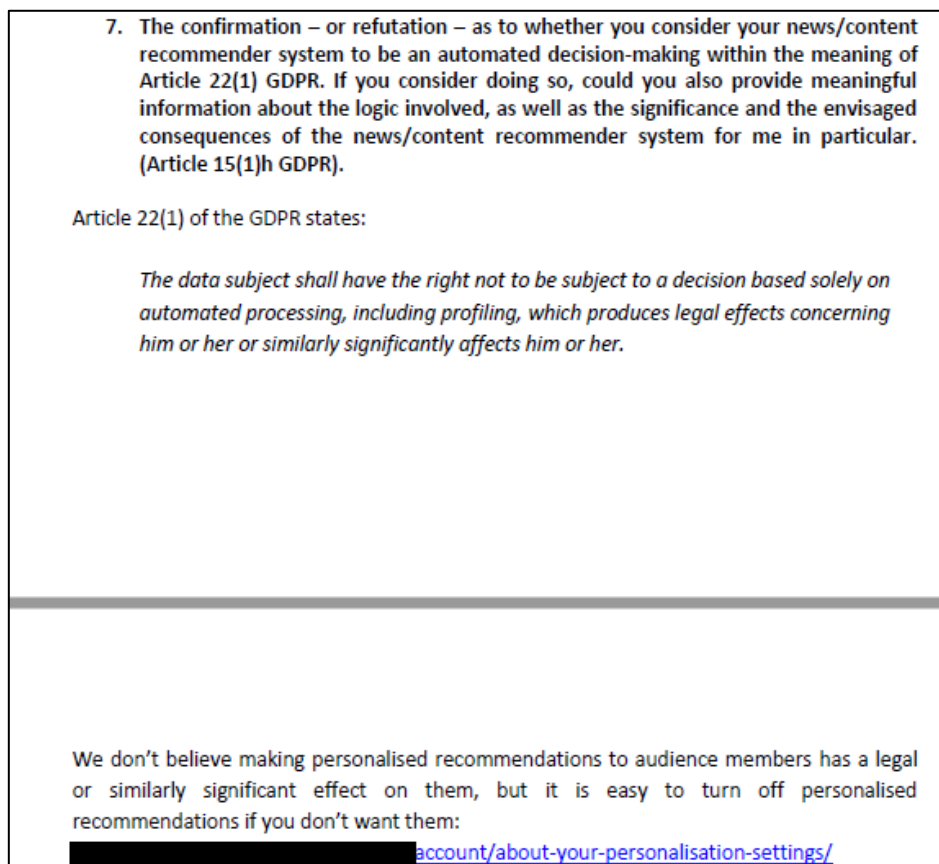 7. The confirmation – or refutation – as to whether you consider your news/content
recommender system to be an automated decision-making within the meaning of
Article 22(1) GDPR. If you consider doing so, could you also provide meaningful
information about the logic involved, as well as the significance and the envisaged
consequences of the news/content recommender system for me in particular.
(Article 15(1)h GDPR).
Article 22(1) of the GDPR states:
The data subject shall have the right not to be subject to a decision based solely on
automated processing, including profiling, which produces legal effects concerning
him or her or similarly significantly affects him or her.
We don’t believe making personalised recommendations to audience members has a legal
or similarly significant effect on them, but it is easy to turn off personalised
recommendations if you don’t want them:
account/about-your-personalisation-settings/